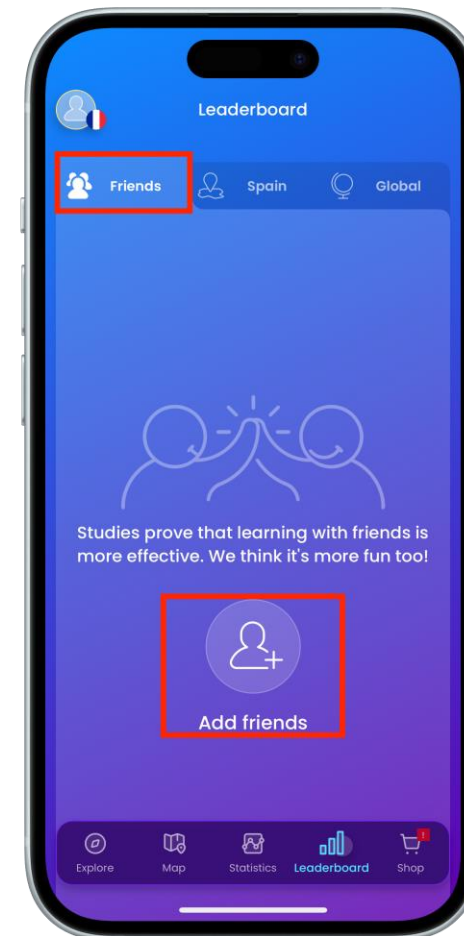 Leaderboard
Friends Spain Global
Studies prove that learning with friends is
more effective. We think it's more fun too!
Add friends
Explore Map Statistics Leaderboard Shop
!